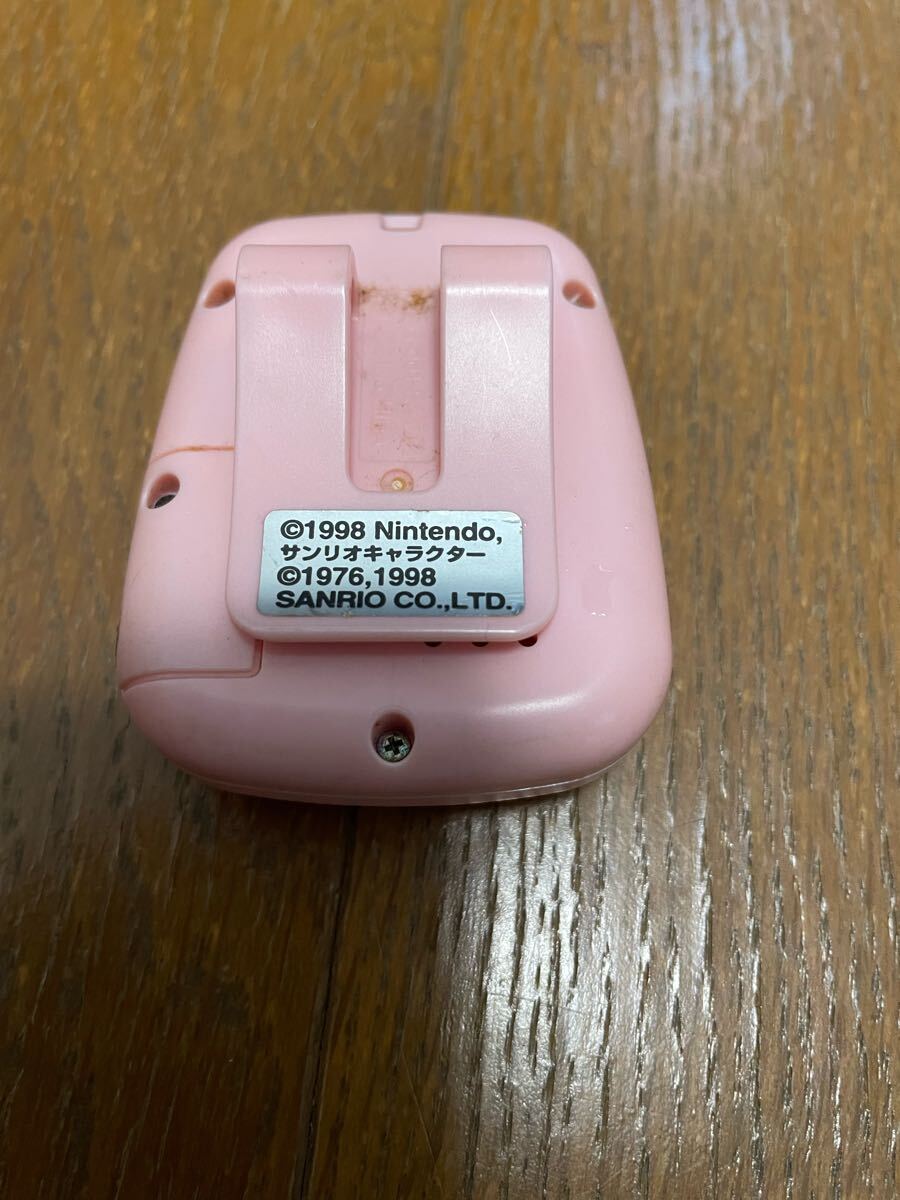 ©1998 Nintendo,
サンリオキャラクター
©1976,1998
SANRIO CO.,LTD.